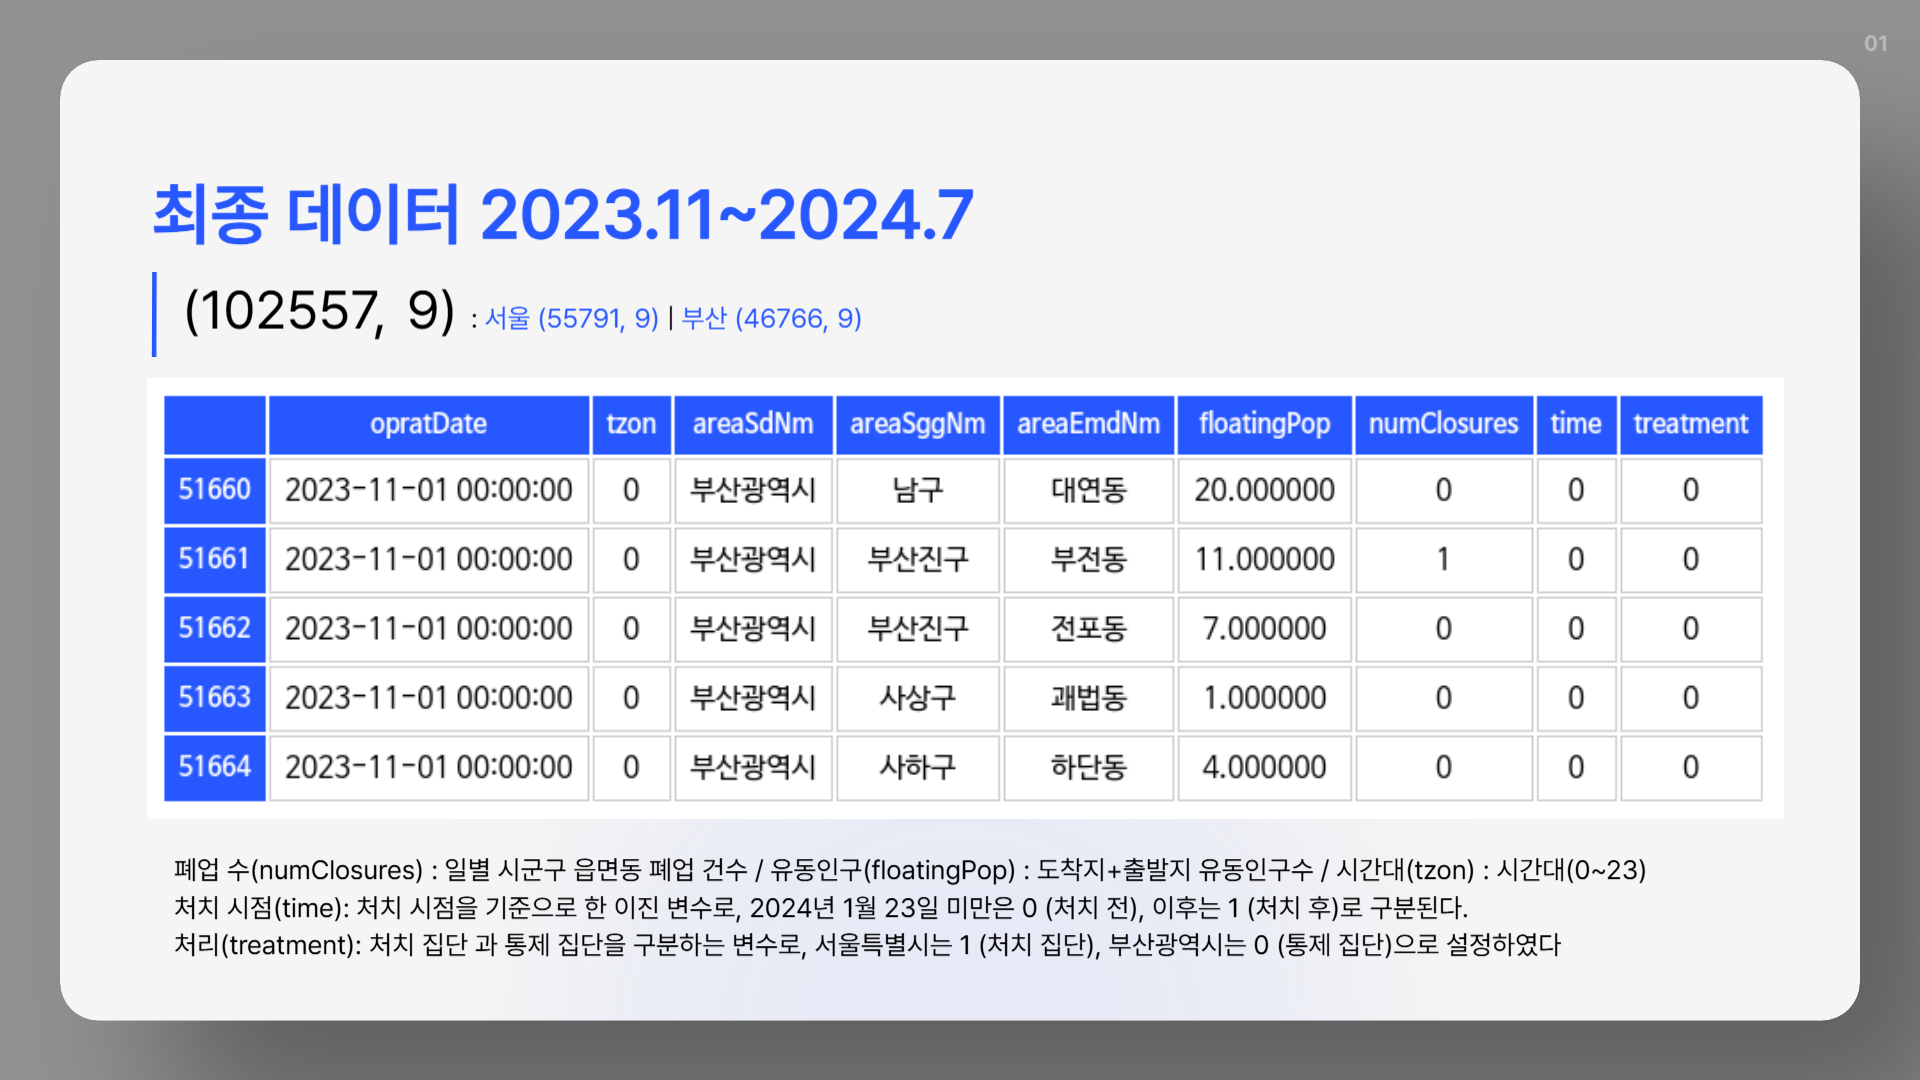 01
최종 데이터 2023.11~2024.7
(102557, 9) : 서울 (55791, 9) | 부산 (46766, 9)
opratDate tzon areaSdNm areaSggNm areaEmdNm floatingPop numClosures time treatment
51660 2023-11-01 00:00:00 0 부산광역시 남구 대연동 20.000000 0 0 0
51661 2023-11-01 00:00:00 0 부산광역시 부산진구 부전동 11.000000 1 0 0
51662 2023-11-01 00:00:00 0 부산광역시 부산진구 전포동 7.000000 0 0 0
51663 2023-11-01 00:00:00 0 부산광역시 사상구 괘법동 1.000000 0 0 0
51664 2023-11-01 00:00:00 0 부산광역시 사하구 하단동 4.000000 0 0 0
폐업 수(numClosures) : 일별 시군구 읍면동 폐업 건수 / 유동인구(floatingPop) : 도착지+출발지 유동인구수 / 시간대(tzon) : 시간대(0~23)
처치 시점(time): 처치 시점을 기준으로 한 이진 변수로, 2024년 1월 23일 미만은 0 (처치 전), 이후는 1 (처치 후)로 구분된다.
처리(treatment): 처치 집단 과 통제 집단을 구분하는 변수로, 서울특별시는 1 (처치 집단), 부산광역시는 0 (통제 집단)으로 설정하였다